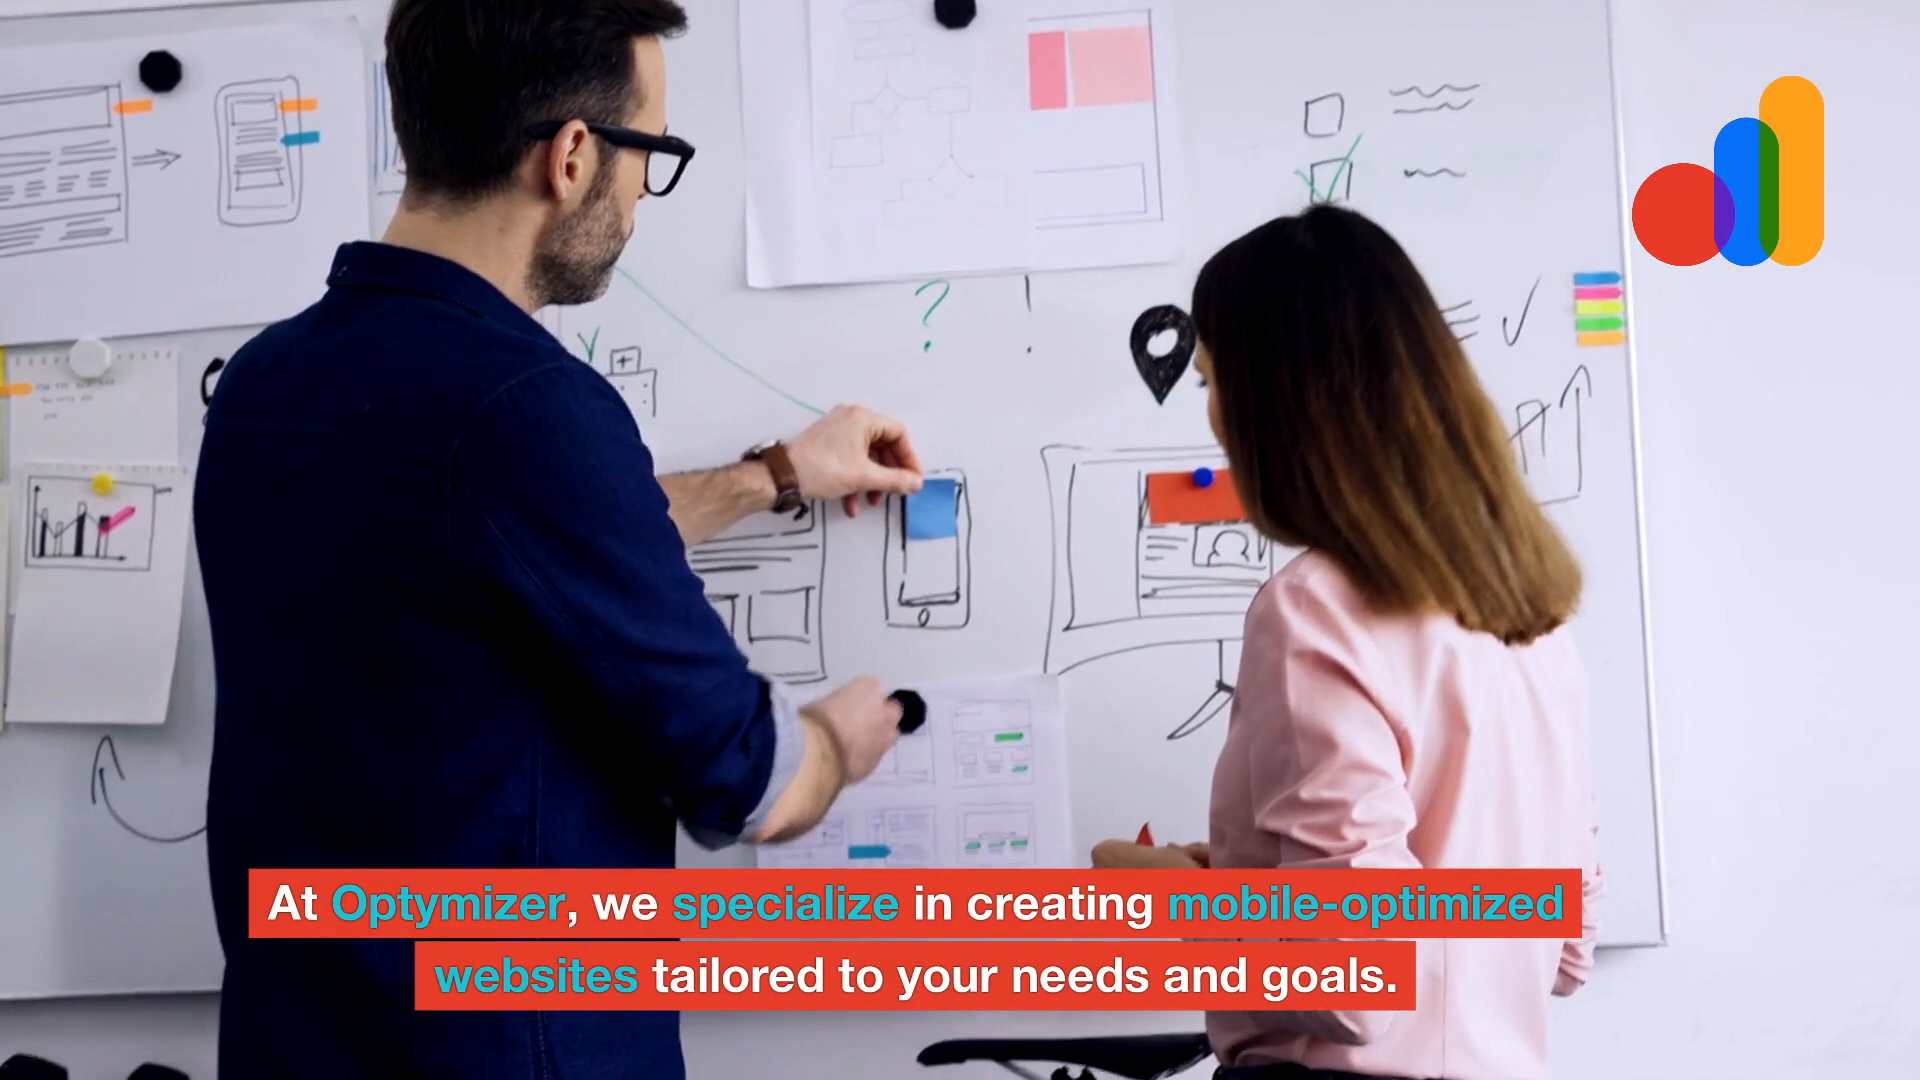 ?
!
At Optymizer, we specialize in creating mobile-optimized
websites tailored to your needs and goals.